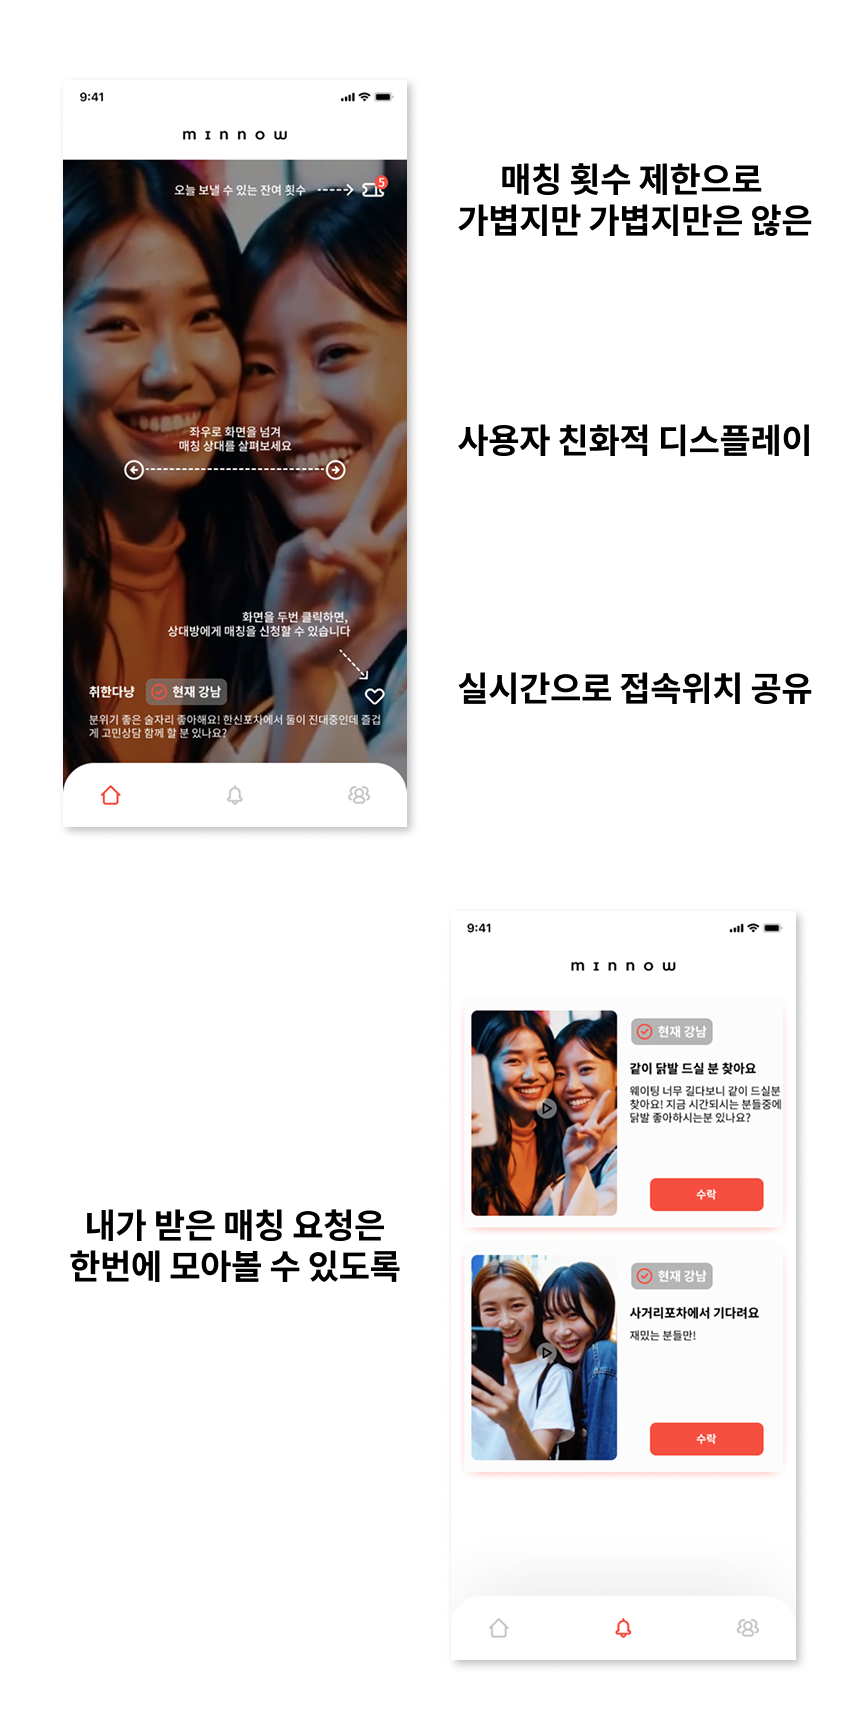 9:41
mınnow
오늘 보낼 수 있는 잔여 횟수
5
매칭 횟수 제한으로
가볍지만 가볍지만은 않은
좌우로 화면을 넘겨
매칭 상대를 살펴보세요
사용자 친화적 디스플레이
화면을 두번 클릭하면,
상대방에게 매칭을 신청할 수 있습니다
실시간으로 접속위치 공유
취한다냥
현재 강남
분위기 좋은 술자리 좋아해요! 한신포차에서 둘이 진대중인데 즐겁
게 고민상담 함께 할 분 있나요?
9:41
mınnow
현재 강남
같이 닭발 드실 분 찾아요
웨이팅 너무 길다보니 같이 드실분
찾아요! 지금 시간되시는 분들중에
닭발 좋아하시는분 있나요?
수락
내가 받은 매칭 요청은
한번에 모아볼 수 있도록
현재 강남
사거리포차에서 기다려요
재밌는 분들만!
수락